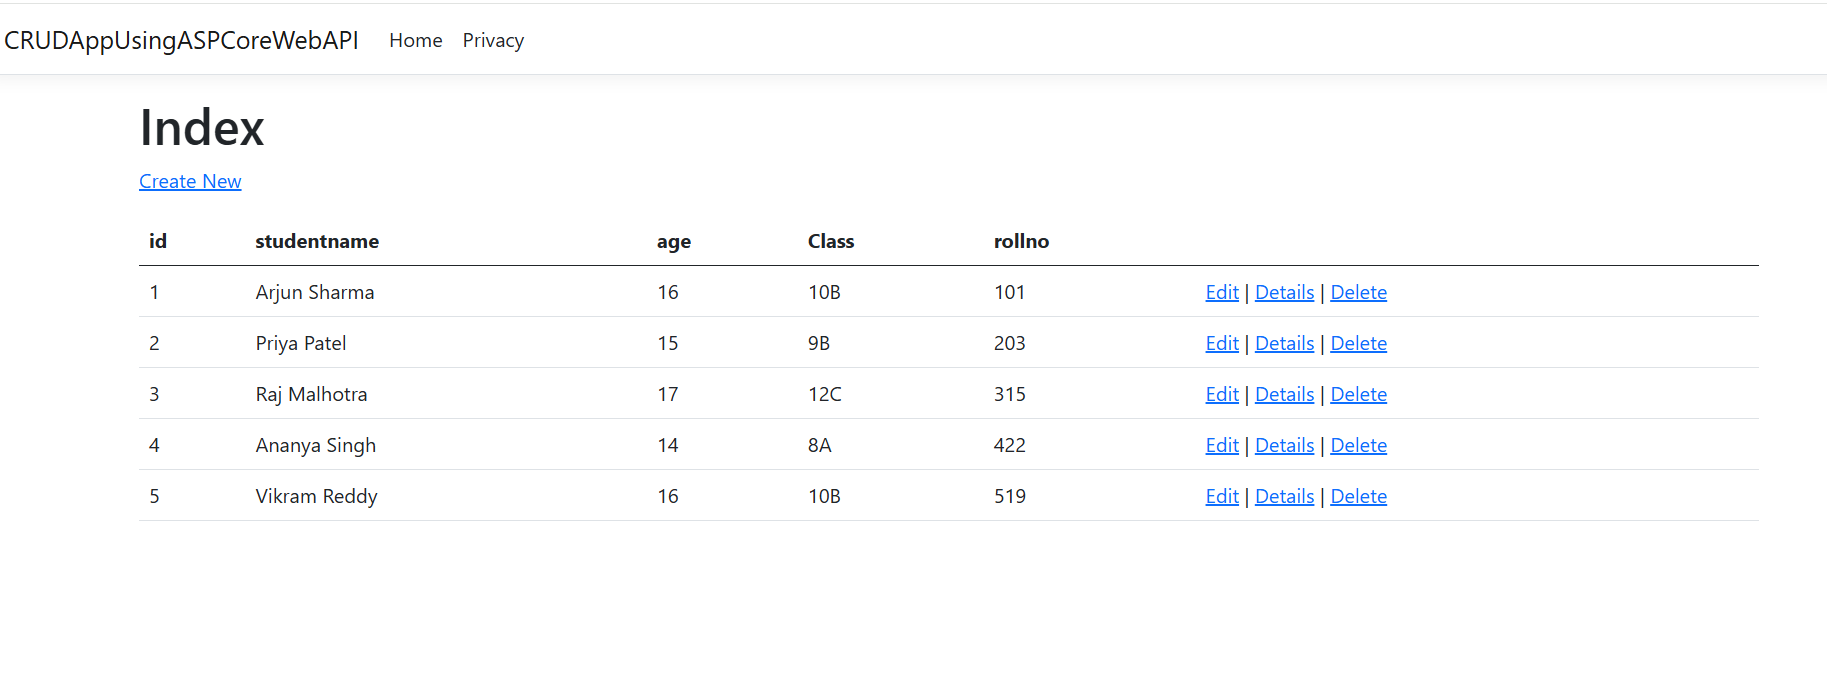 CRUDAppUsingASPCoreWebAPI Home Privacy
Index
Create New
id studentname age Class rollno
1 Arjun Sharma 16 10B 101 Edit | Details | Delete
2 Priya Patel 15 9B 203 Edit | Details | Delete
3 Raj Malhotra 17 12C 315 Edit | Details | Delete
4 Ananya Singh 14 8A 422 Edit | Details | Delete
5 Vikram Reddy 16 10B 519 Edit | Details | Delete